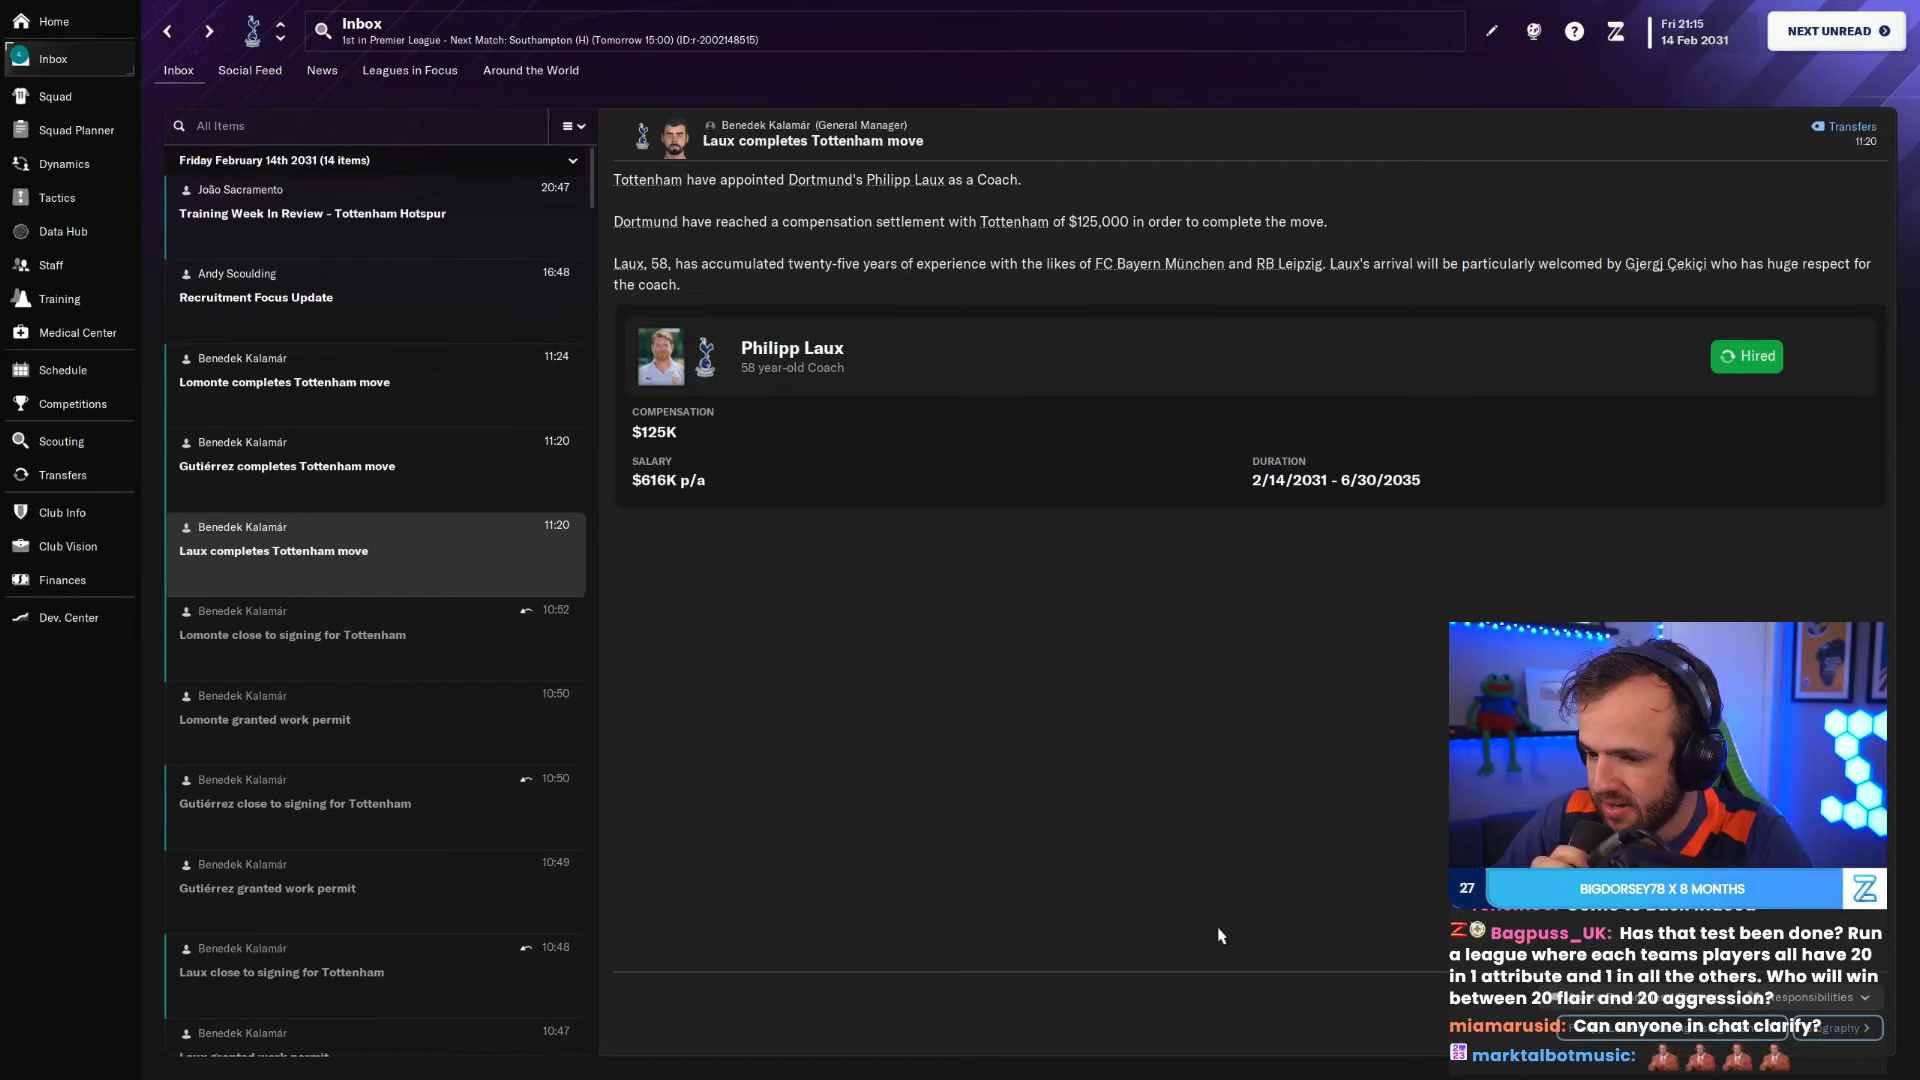 Home
Inbox
4
Squad
Squad Planner
Dynamics
Tactics
Data Hub
Staff
Training
Medical Center
Schedule
Competitions
Scouting
Transfers
Club Info
Club Vision
Finances
Dev. Center
Inbox
1st in Premier League - Next Match: Southampton (H) (Tomorrow 15:00) (ID:r-2002148515)
Fri 21:15
14 Feb 2031
NEXT UNREAD
Inbox
Social Feed
News
Leagues in Focus
Around the World
All Items
Friday February 14th 2031 (14 items)
João Sacramento 20:47
Training Week In Review - Tottenham Hotspur
Andy Scoulding 16:48
Recruitment Focus Update
Benedek Kalamár 11:24
Lomonte completes Tottenham move
Benedek Kalamár 11:20
Gutiérrez completes Tottenham move
Benedek Kalamár 11:20
Laux completes Tottenham move
Benedek Kalamár 10:52
Lomonte close to signing for Tottenham
Benedek Kalamár 10:50
Lomonte granted work permit
Benedek Kalamár 10:50
Gutiérrez close to signing for Tottenham
Benedek Kalamár 10:49
Gutiérrez granted work permit
Benedek Kalamár 10:48
Laux close to signing for Tottenham
Benedek Kalamár 10:47
Laux granted work permit
Benedek Kalamár (General Manager)
Laux completes Tottenham move
Transfers
11:20
Tottenham have appointed Dortmund's Philipp Laux as a Coach.
Dortmund have reached a compensation settlement with Tottenham of $125,000 in order to complete the move.
Laux, 58, has accumulated twenty-five years of experience with the likes of FC Bayern München and RB Leipzig. Laux's arrival will be particularly welcomed by Gjergj Çekiçi who has huge respect for
the coach.
Philipp Laux
58 year-old Coach
Hired
COMPENSATION
$125K
SALARY
$616K p/a
DURATION
2/14/2031 - 6/30/2035
27
BIGDORSEY78 X 8 MONTHS
Bagpuss_UK: Has that test been done? Run
a league where each teams players all have 20
in 1 attribute and 1 in all the others. Who will win
between 20 flair and 20 aggression?
Responsibilities
miamarusid: Can anyone in chat clarify?
marktalbotmusic: